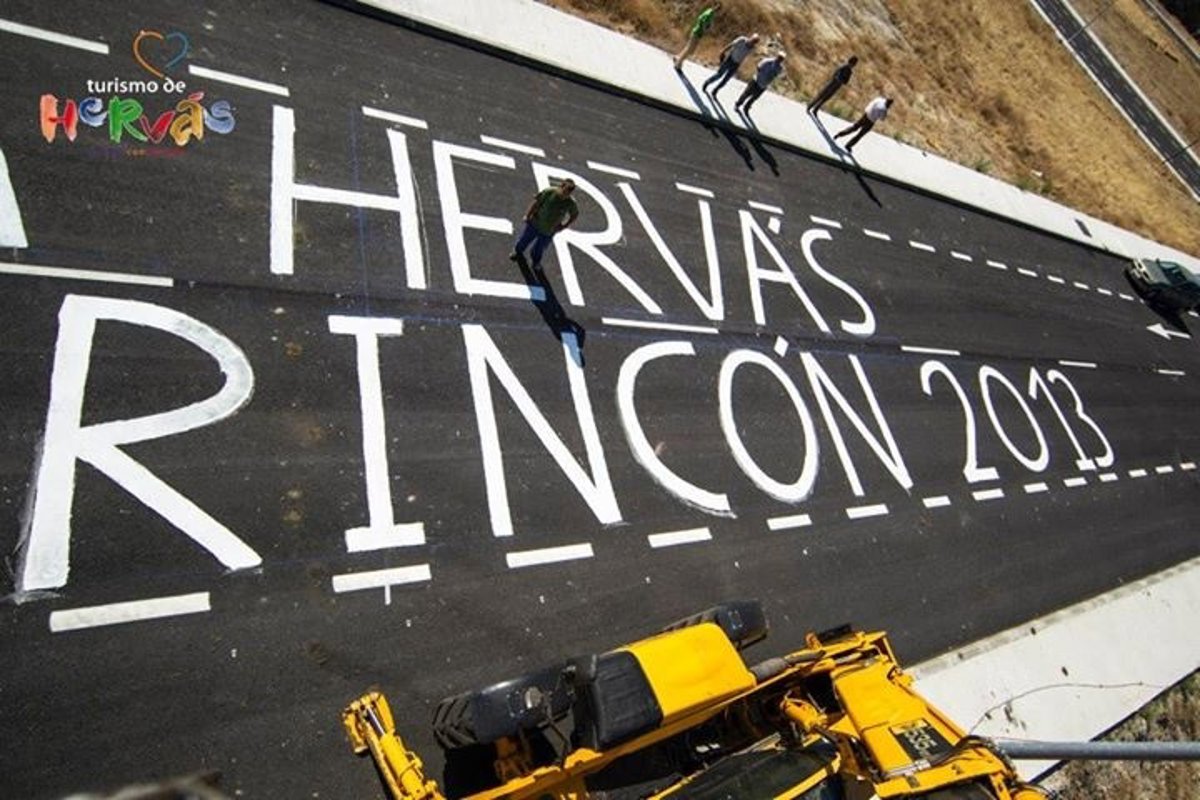 turismo de
Hervás
HERVÁS
RINCÓN 2013